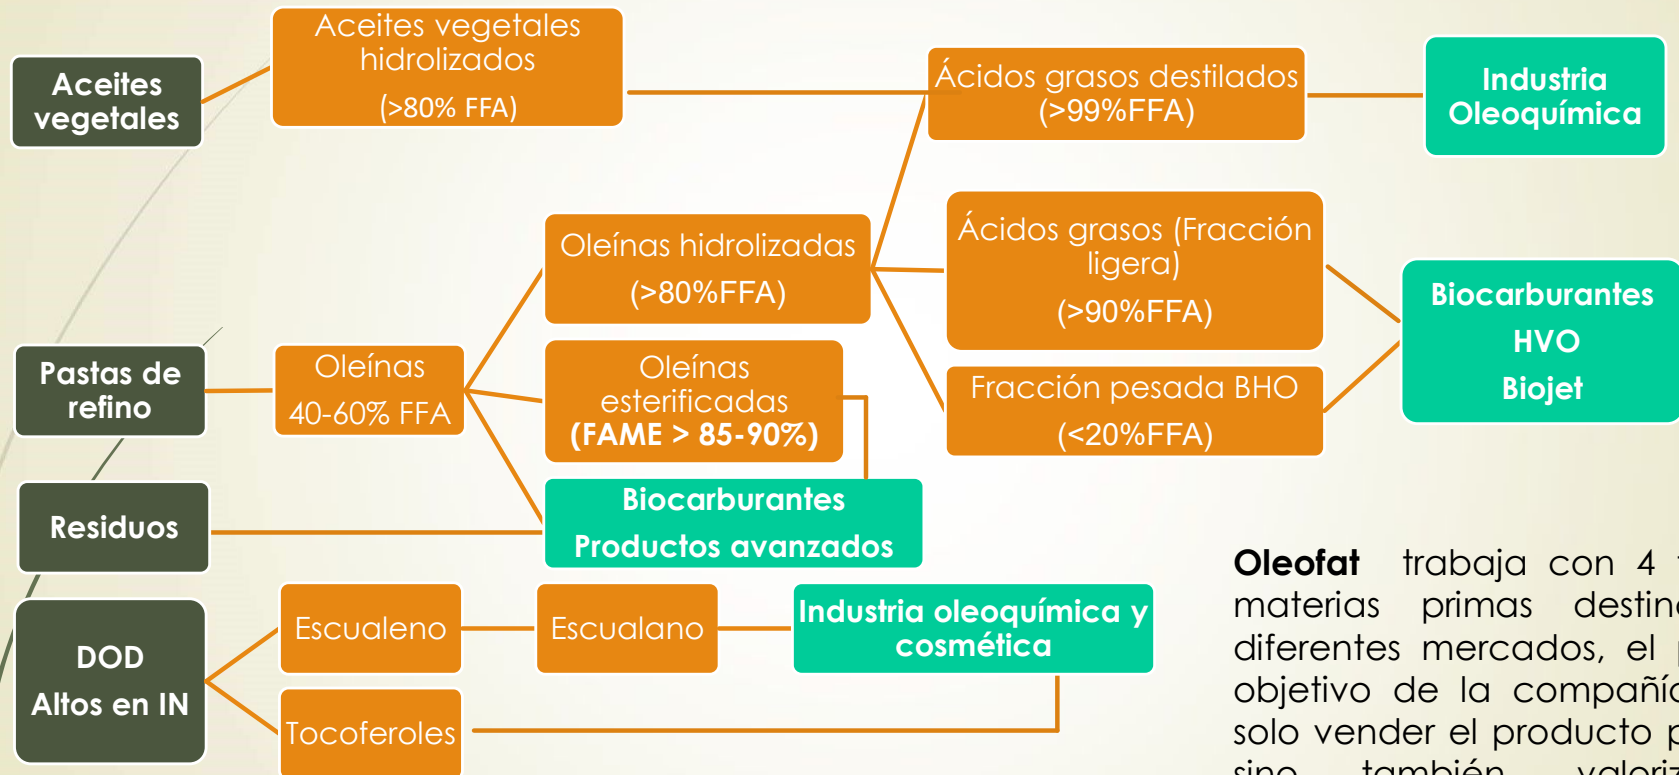 Aceites
vegetales
Aceites vegetales
hidrolizados
(>80% FFA)
Ácidos grasos destilados
(>99%FFA)
Industria
Oleoquímica
Pastas de
refino
Oleínas
40-60% FFA
Oleínas hidrolizadas
(>80%FFA)
Oleínas
esterificadas
(FAME > 85-90%)
Ácidos grasos (Fracción
ligera)
(>90%FFA)
Fracción pesada BHO
(<20%FFA)
Biocarburantes
HVO
Biojet
Residuos
Biocarburantes
Productos avanzados
DOD
Altos en IN
Escualeno
Escualano
Industria oleoquímica y
cosmética
Tocoferoles
Oleofat trabaja con 4
materias primas
diferentes mercados, el
objetivo de la
solo vender el producto
sino también